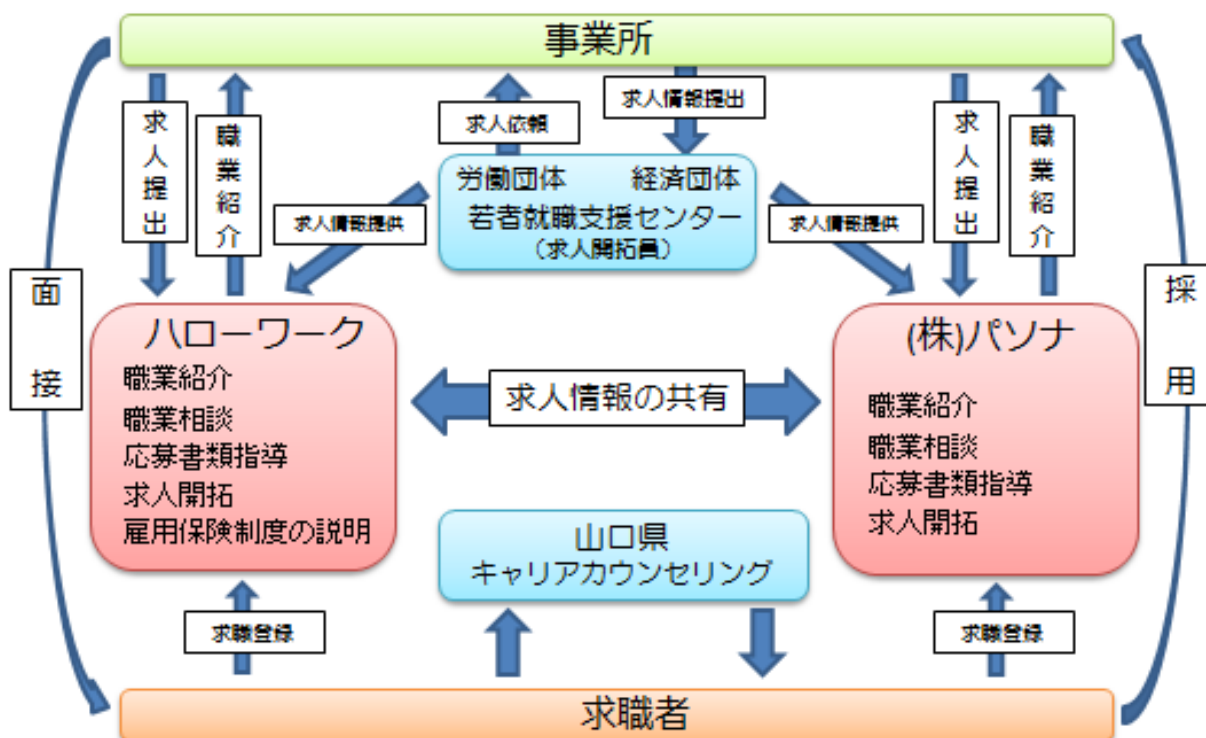 事業所
求人提出
職業紹介
求人依頼
求人情報提出
求人提出
職業紹介
労働団体 経済団体
若者就職支援センター
（求人開拓員）
求人情報提供
求人情報提供
面接
採用
ハローワーク
職業紹介
職業相談
応募書類指導
求人開拓
雇用保険制度の説明
求人情報の共有
(株)パソナ
職業紹介
職業相談
応募書類指導
求人開拓
山口県
キャリアカウンセリング
求職登録
求職登録
求職者